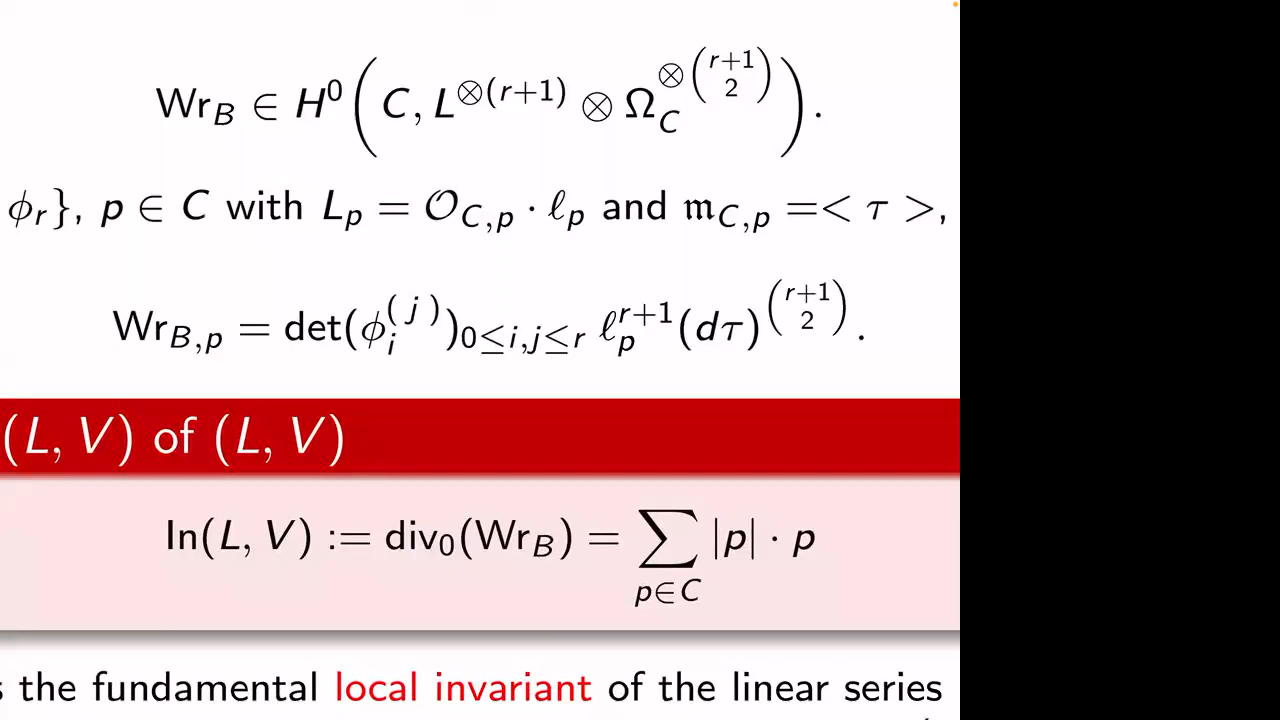 Wr_B ∈ H^0(C, L^{⊗(r+1)} ⊗ Ω_C^{⊗\binom{r+1}{2}}).
ϕ_r}, p ∈ C with L_p = 𝒪_{C,p} · ℓ_p and 𝔪_{C,p} =< τ >,
Wr_{B,p} = det(ϕ_i^{(j)})_{0≤i,j≤r} ℓ_p^{r+1}(dτ)^{\binom{r+1}{2}}.
(L, V) of (L, V)
In(L, V) := div_0(Wr_B) = ∑_{p∈C} |p| · p
the fundamental local invariant of the linear series